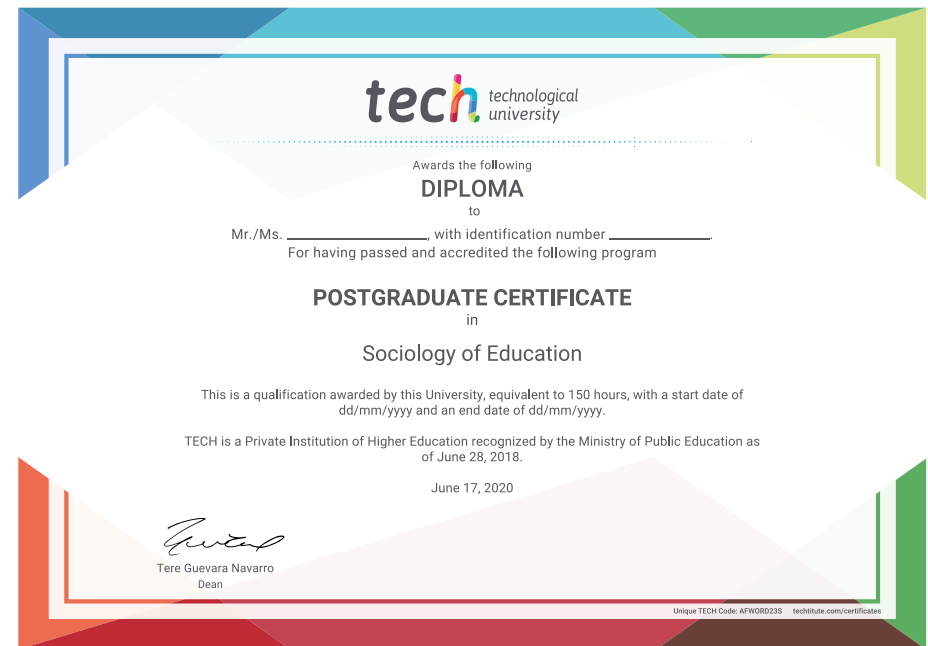 tech technological
university
Awards the following
DIPLOMA
to
Mr./Ms. ____________________, with identification number ______________.
For having passed and accredited the following program
POSTGRADUATE CERTIFICATE
in
Sociology of Education
This is a qualification awarded by this University, equivalent to 150 hours, with a start date of
dd/mm/yyyy and an end date of dd/mm/yyyy.
TECH is a Private Institution of Higher Education recognized by the Ministry of Public Education as
of June 28, 2018.
June 17, 2020
Tere Guevara Navarro
Dean
Unique TECH Code: AFWORD23S techtitute.com/certificates